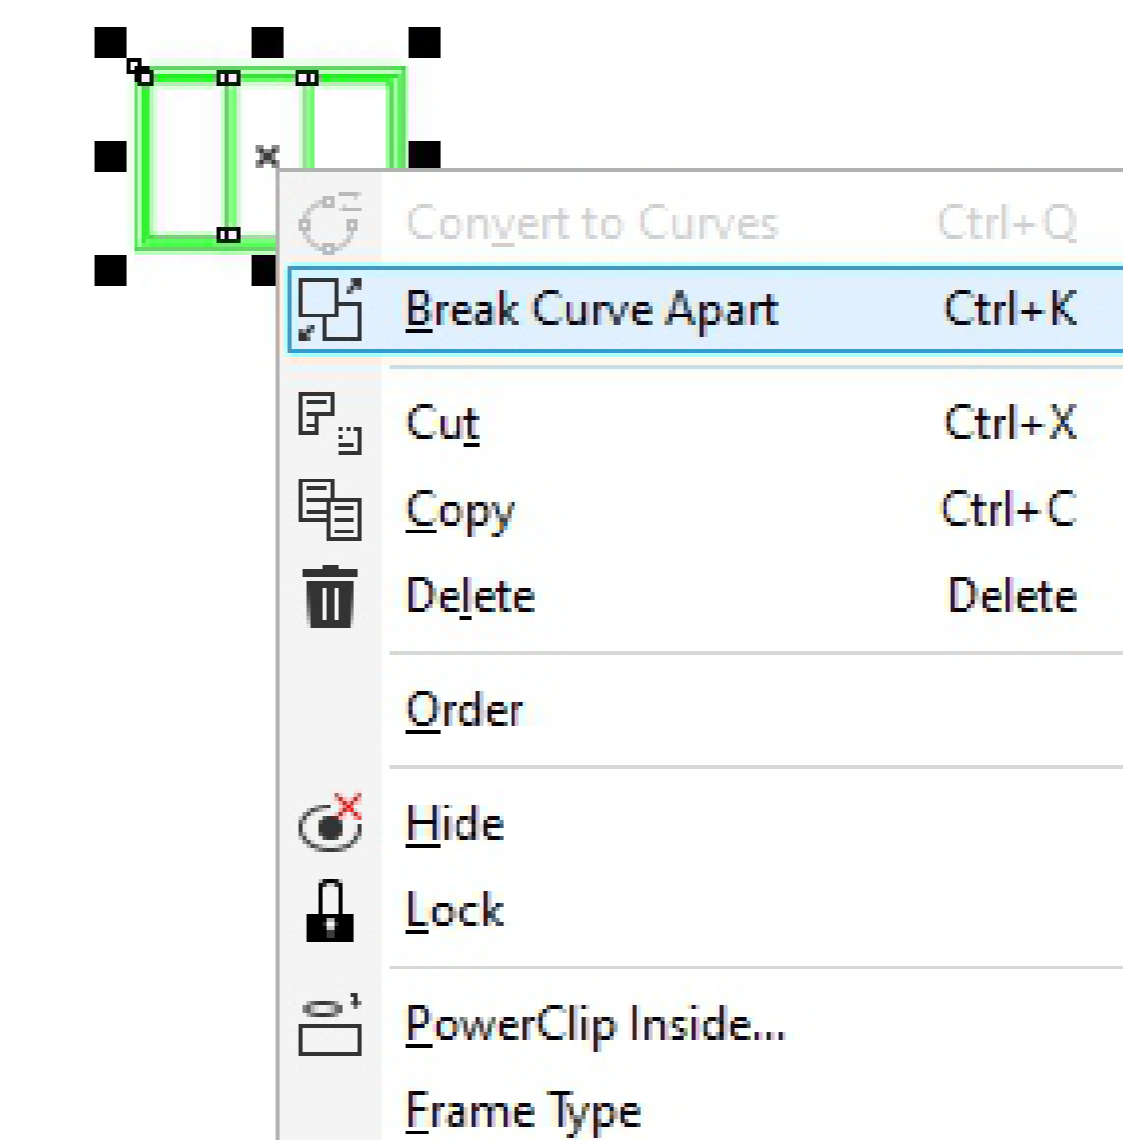 Convert to Curves Ctrl+Q
Break Curve Apart Ctrl+K
Cut Ctrl+X
Copy Ctrl+C
Delete Delete
Order
Hide
Lock
PowerClip Inside...
Frame Type